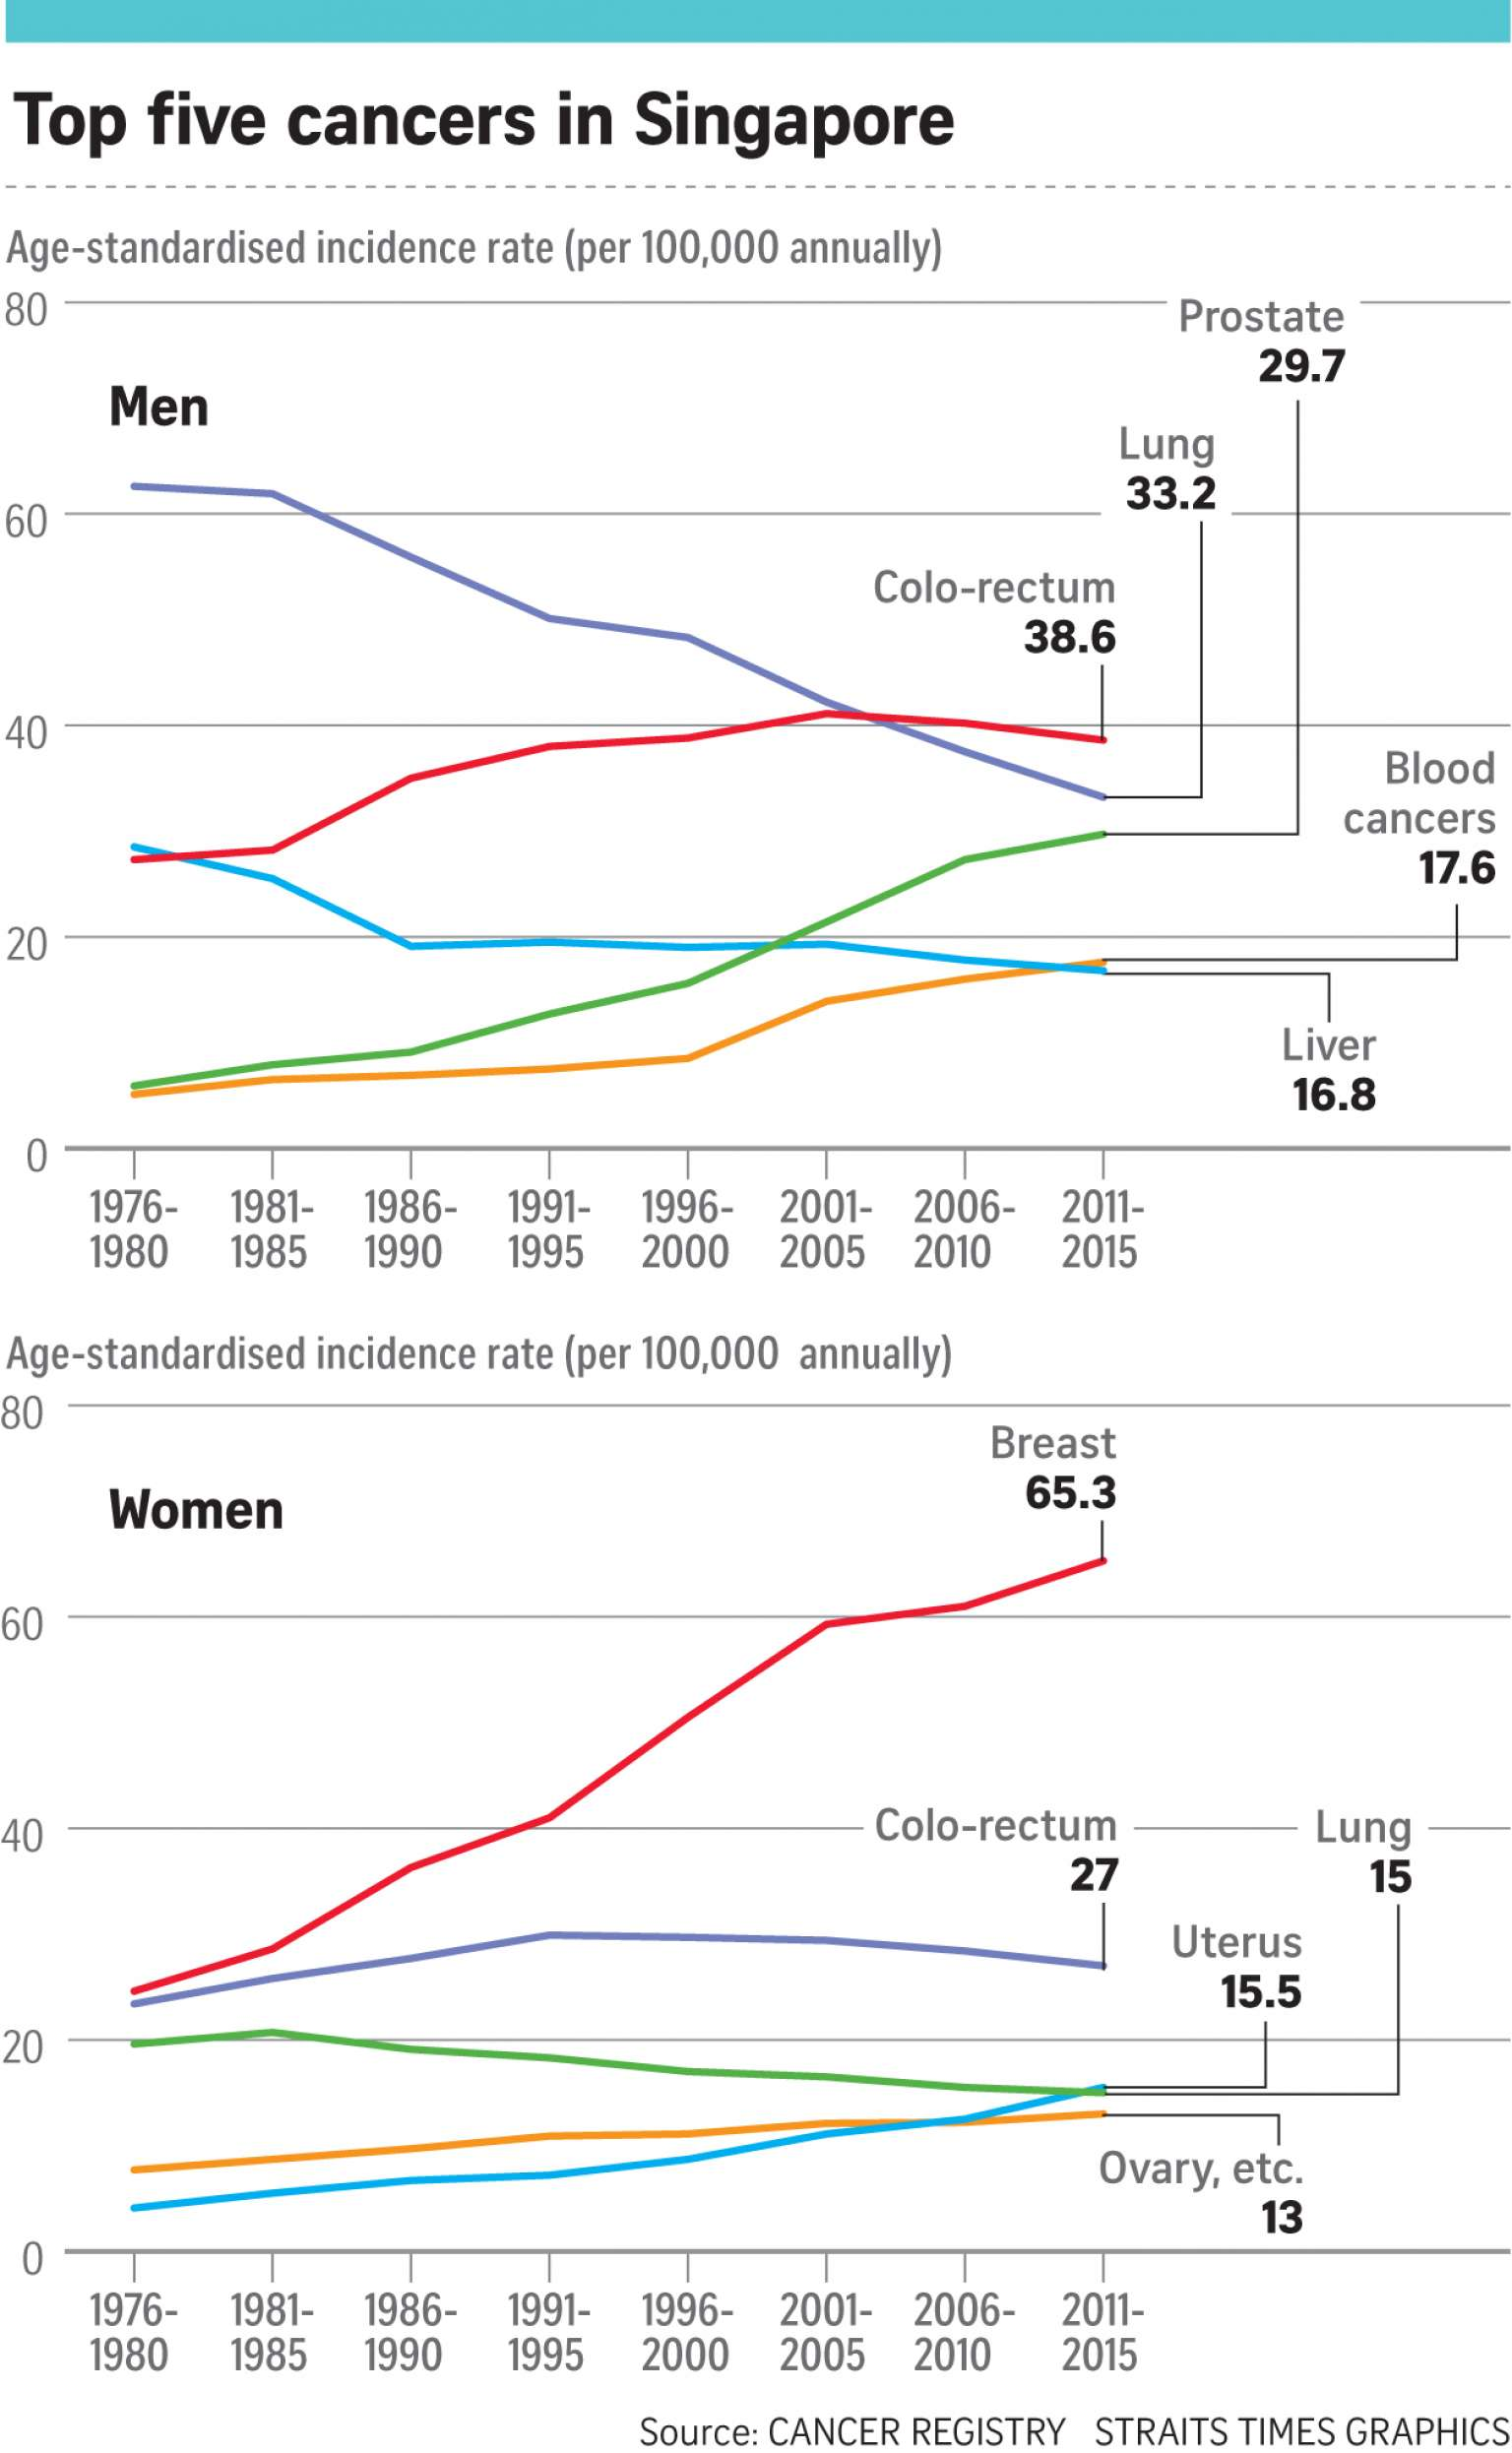 Top five cancers in Singapore
Age-standardised incidence rate (per 100,000 annually)
80
Prostate
29.7
Men
Lung
33.2
60
Colo-rectum
38.6
40
Blood
cancers
17.6
20
Liver
16.8
0
1976- 1981- 1986- 1991- 1996- 2001- 2006- 2011-
1980 1985 1990 1995 2000 2005 2010 2015
Age-standardised incidence rate (per 100,000 annually)
80
Breast
65.3
Women
60
40
Colo-rectum
27
Lung
15
Uterus
15.5
20
Ovary, etc.
13
0
1976- 1981- 1986- 1991- 1996- 2001- 2006- 2011-
1980 1985 1990 1995 2000 2005 2010 2015
Source: CANCER REGISTRY STRAITS TIMES GRAPHICS